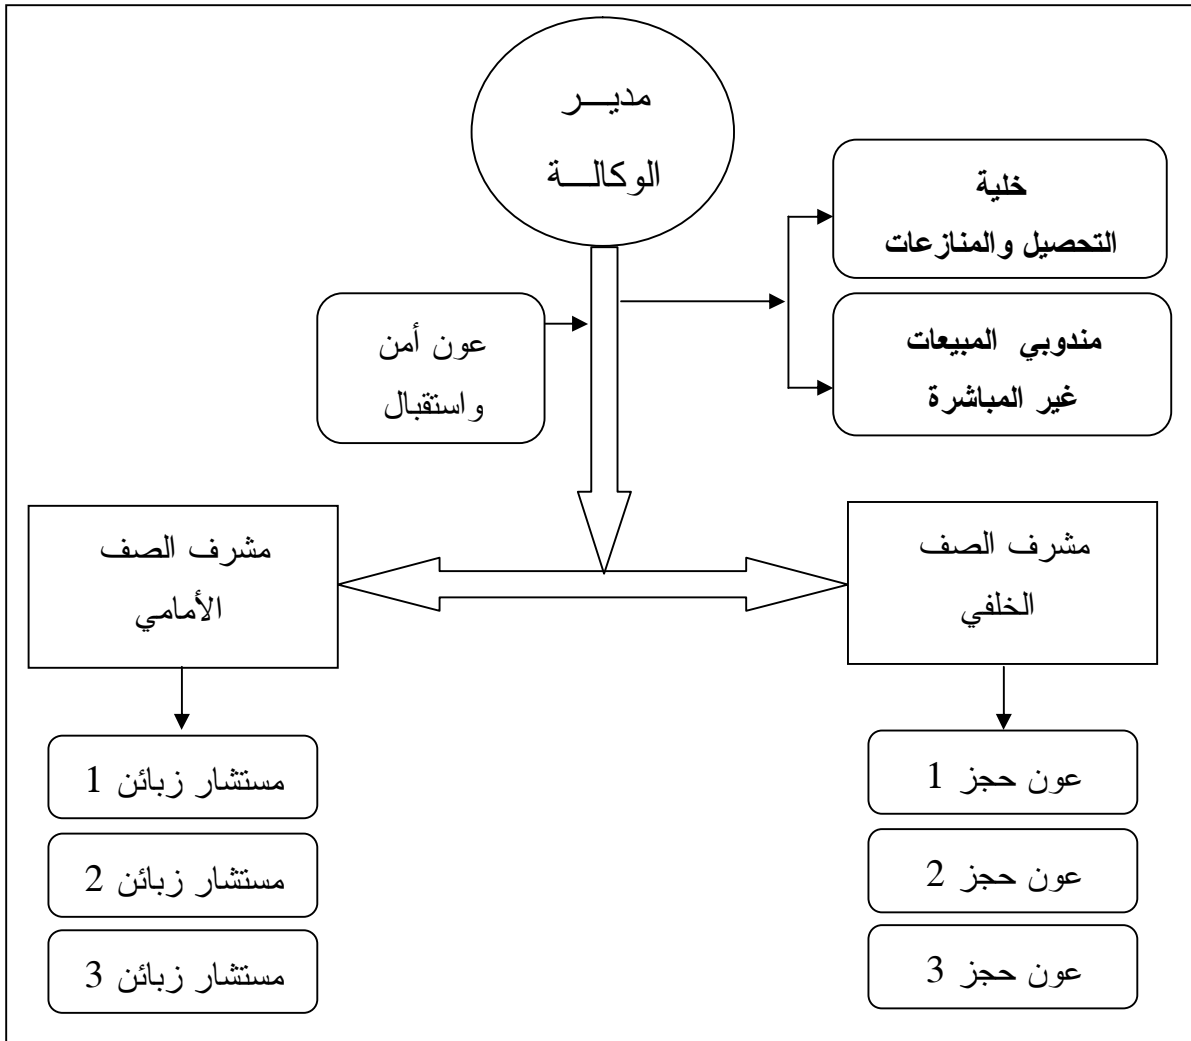 مديـــر
الوكالـــة
خلية
التحصيل والمنازعات
مندوبي المبيعات
غير المباشرة
عون أمن
واستقبال
مشرف الصف
الخلفي
مشرف الصف
الأمامي
عون حجز 1
عون حجز 2
عون حجز 3
مستشار زبائن 1
مستشار زبائن 2
مستشار زبائن 3